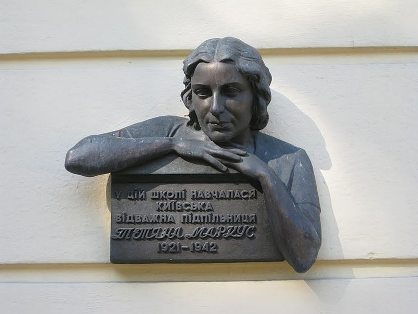 У ЦІЙ ШКОЛІ НАВЧАЛАСЯ
КИЇВСЬКА
ВІДВАЖНА ПІДПІЛЬНИЦЯ
ТЕТЯНА МАРКУС
1921-1942